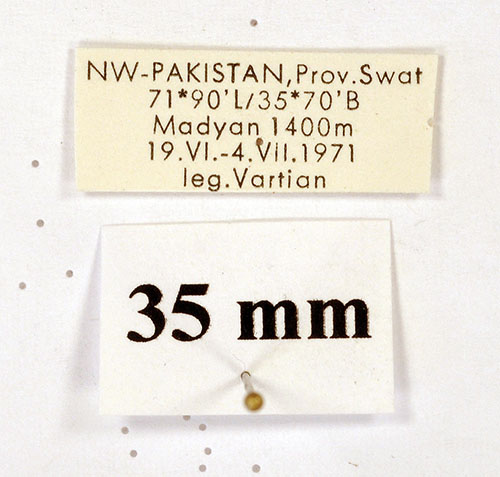 NW-PAKISTAN,Prov.Swat
71*90'L/35*70'B
Madyan 1400m
19.VI.-4.VII.1971
leg.Vartian
35 mm